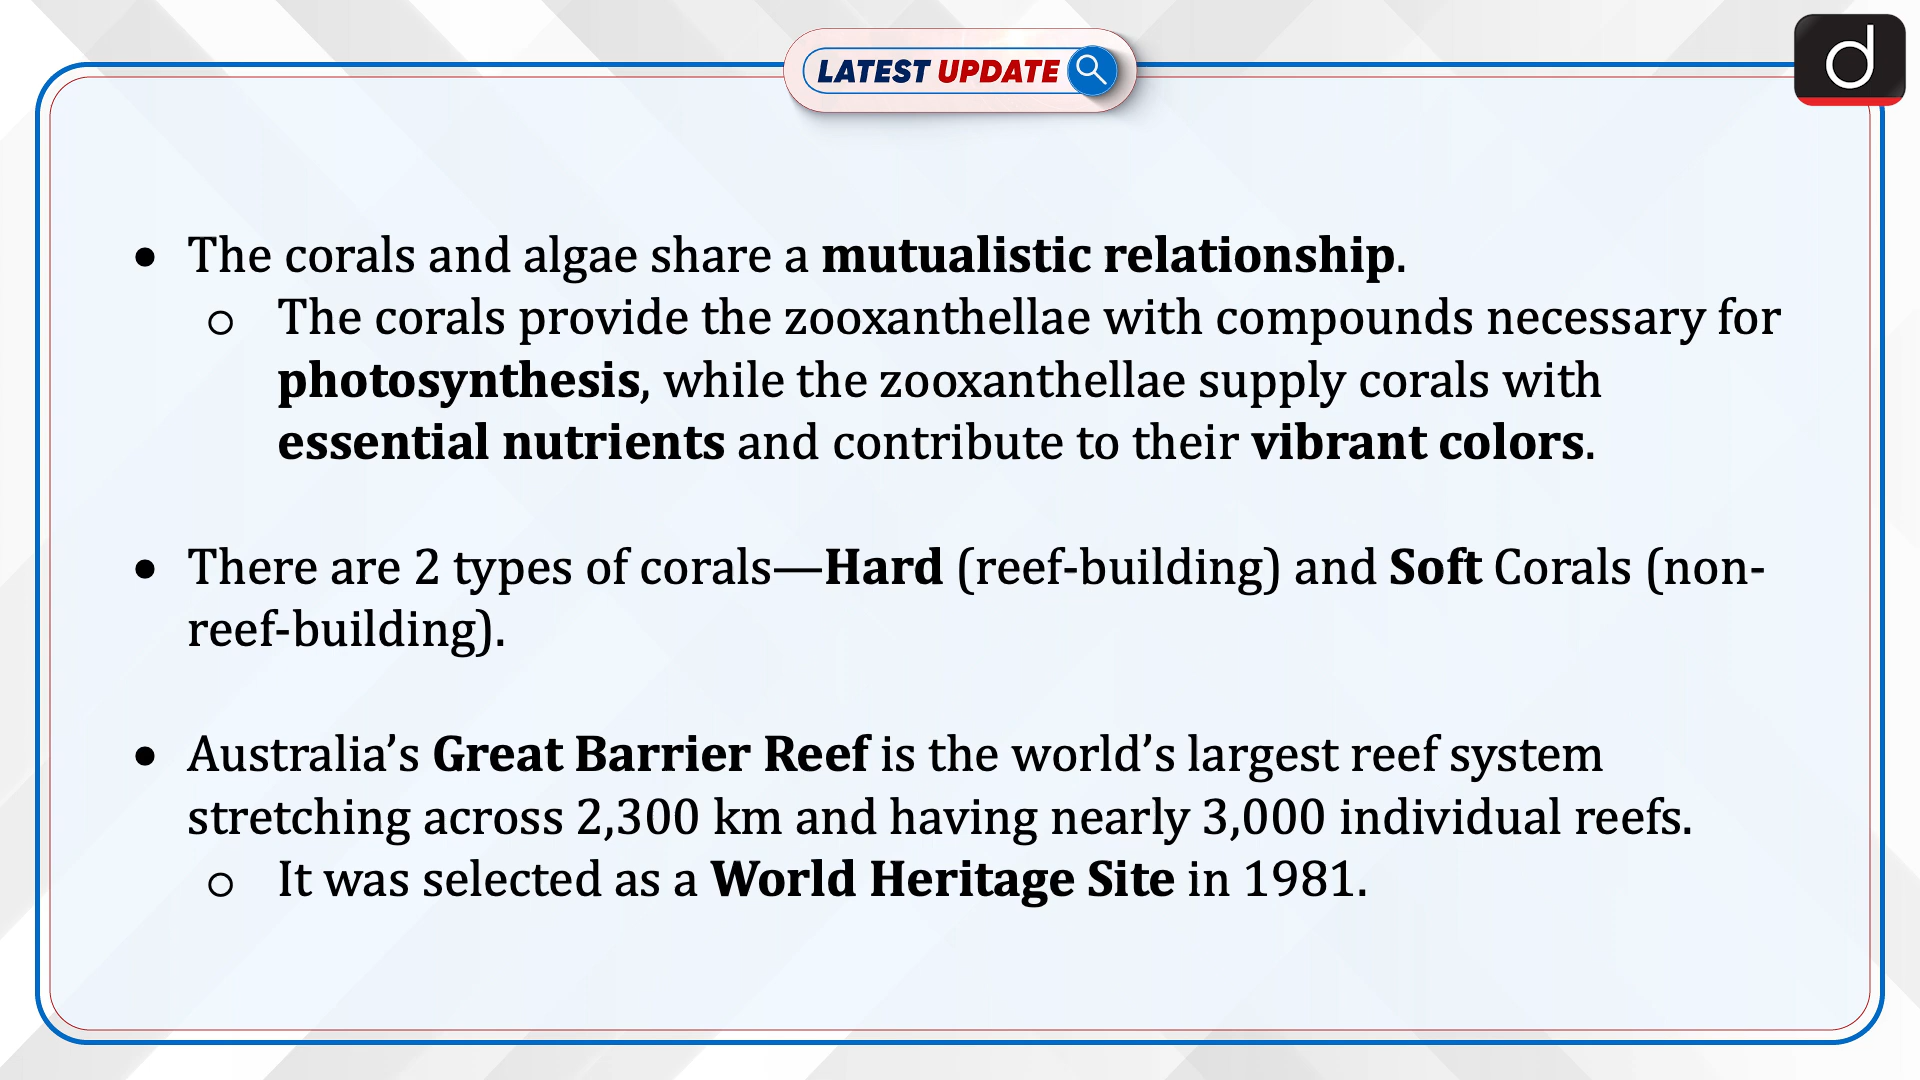 LATEST UPDATE
d
● The corals and algae share a mutualistic relationship.
○ The corals provide the zooxanthellae with compounds necessary for
photosynthesis, while the zooxanthellae supply corals with
essential nutrients and contribute to their vibrant colors.
● There are 2 types of corals—Hard (reef-building) and Soft Corals (non-
reef-building).
● Australia’s Great Barrier Reef is the world’s largest reef system
stretching across 2,300 km and having nearly 3,000 individual reefs.
○ It was selected as a World Heritage Site in 1981.